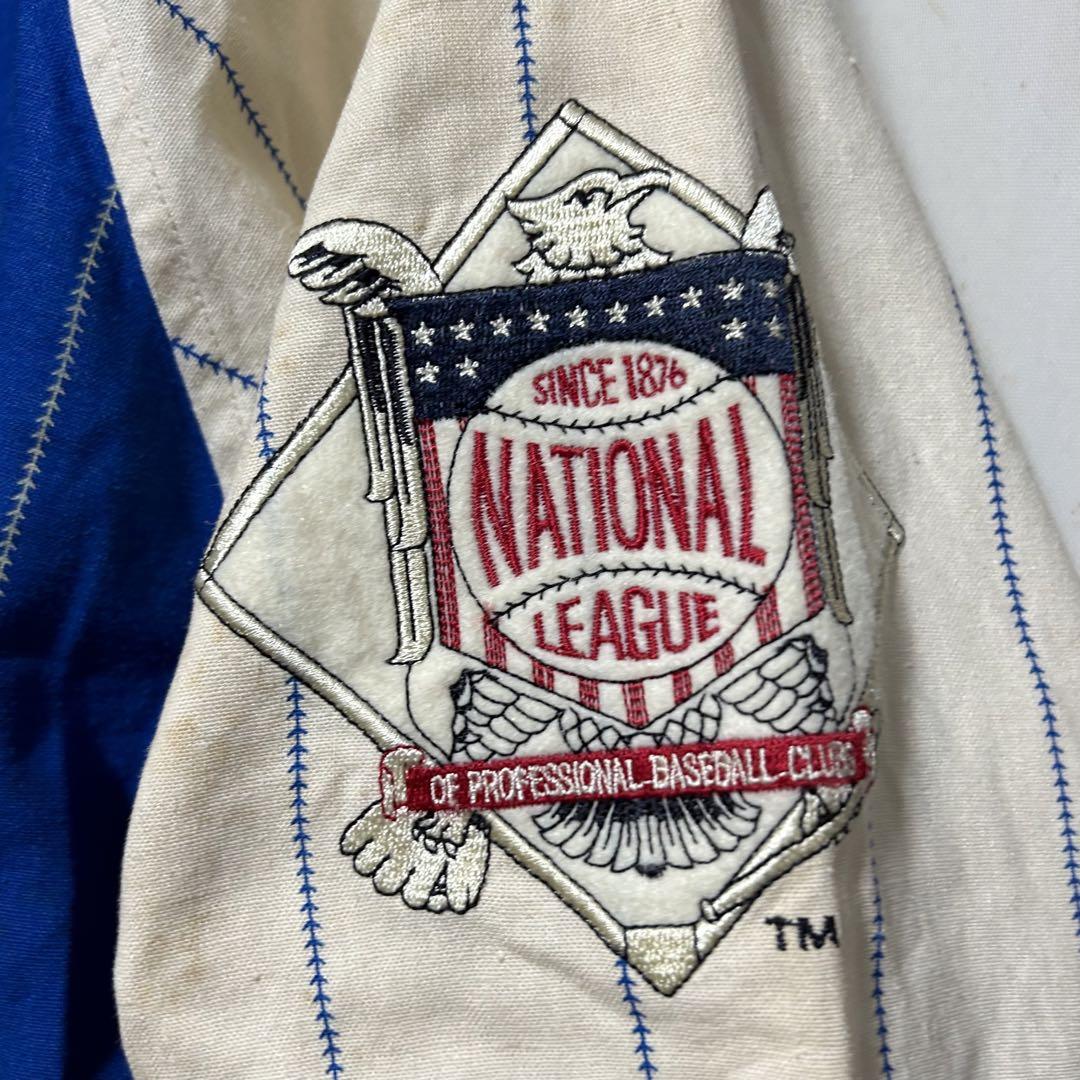 SINCE 1876
NATIONAL
LEAGUE
OF PROFESSIONAL-BASEBALL-CLUBS
TM